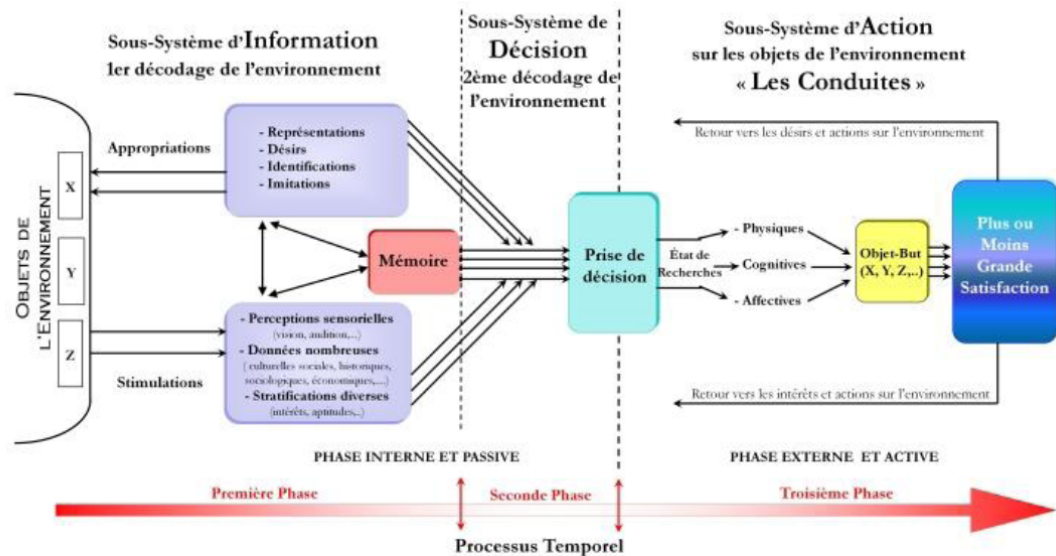 Sous-Système d'Information
1er décodage de l'environnement
Sous-Système de
Décision
2ème décodage de
l'environnement
Sous-Système d'Action
sur les objets de l'environnement
« Les Conduites »
OBJETS DE
L'ENVIRONNEMENT
X
Y
Z
Appropriations
Stimulations
- Représentations
- Désirs
- Identifications
- Imitations
Mémoire
- Perceptions sensorielles
(vision, audition,...)
- Données nombreuses
( culturelles sociales, historiques,
sociologiques, économiques,....)
- Stratifications diverses
(intérêts, aptitudes,..)
Prise de
décision
État de
Recherches
- Physiques
- Cognitives
- Affectives
Objet-But
(X, Y, Z,..)
Plus ou
Moins
Grande
Satisfaction
Retour vers les désirs et actions sur l'environnement
Retour vers les intérêts et actions sur l'environnement
PHASE INTERNE ET PASSIVE
PHASE EXTERNE ET ACTIVE
Première Phase
Seconde Phase
Troisième Phase
Processus Temporel